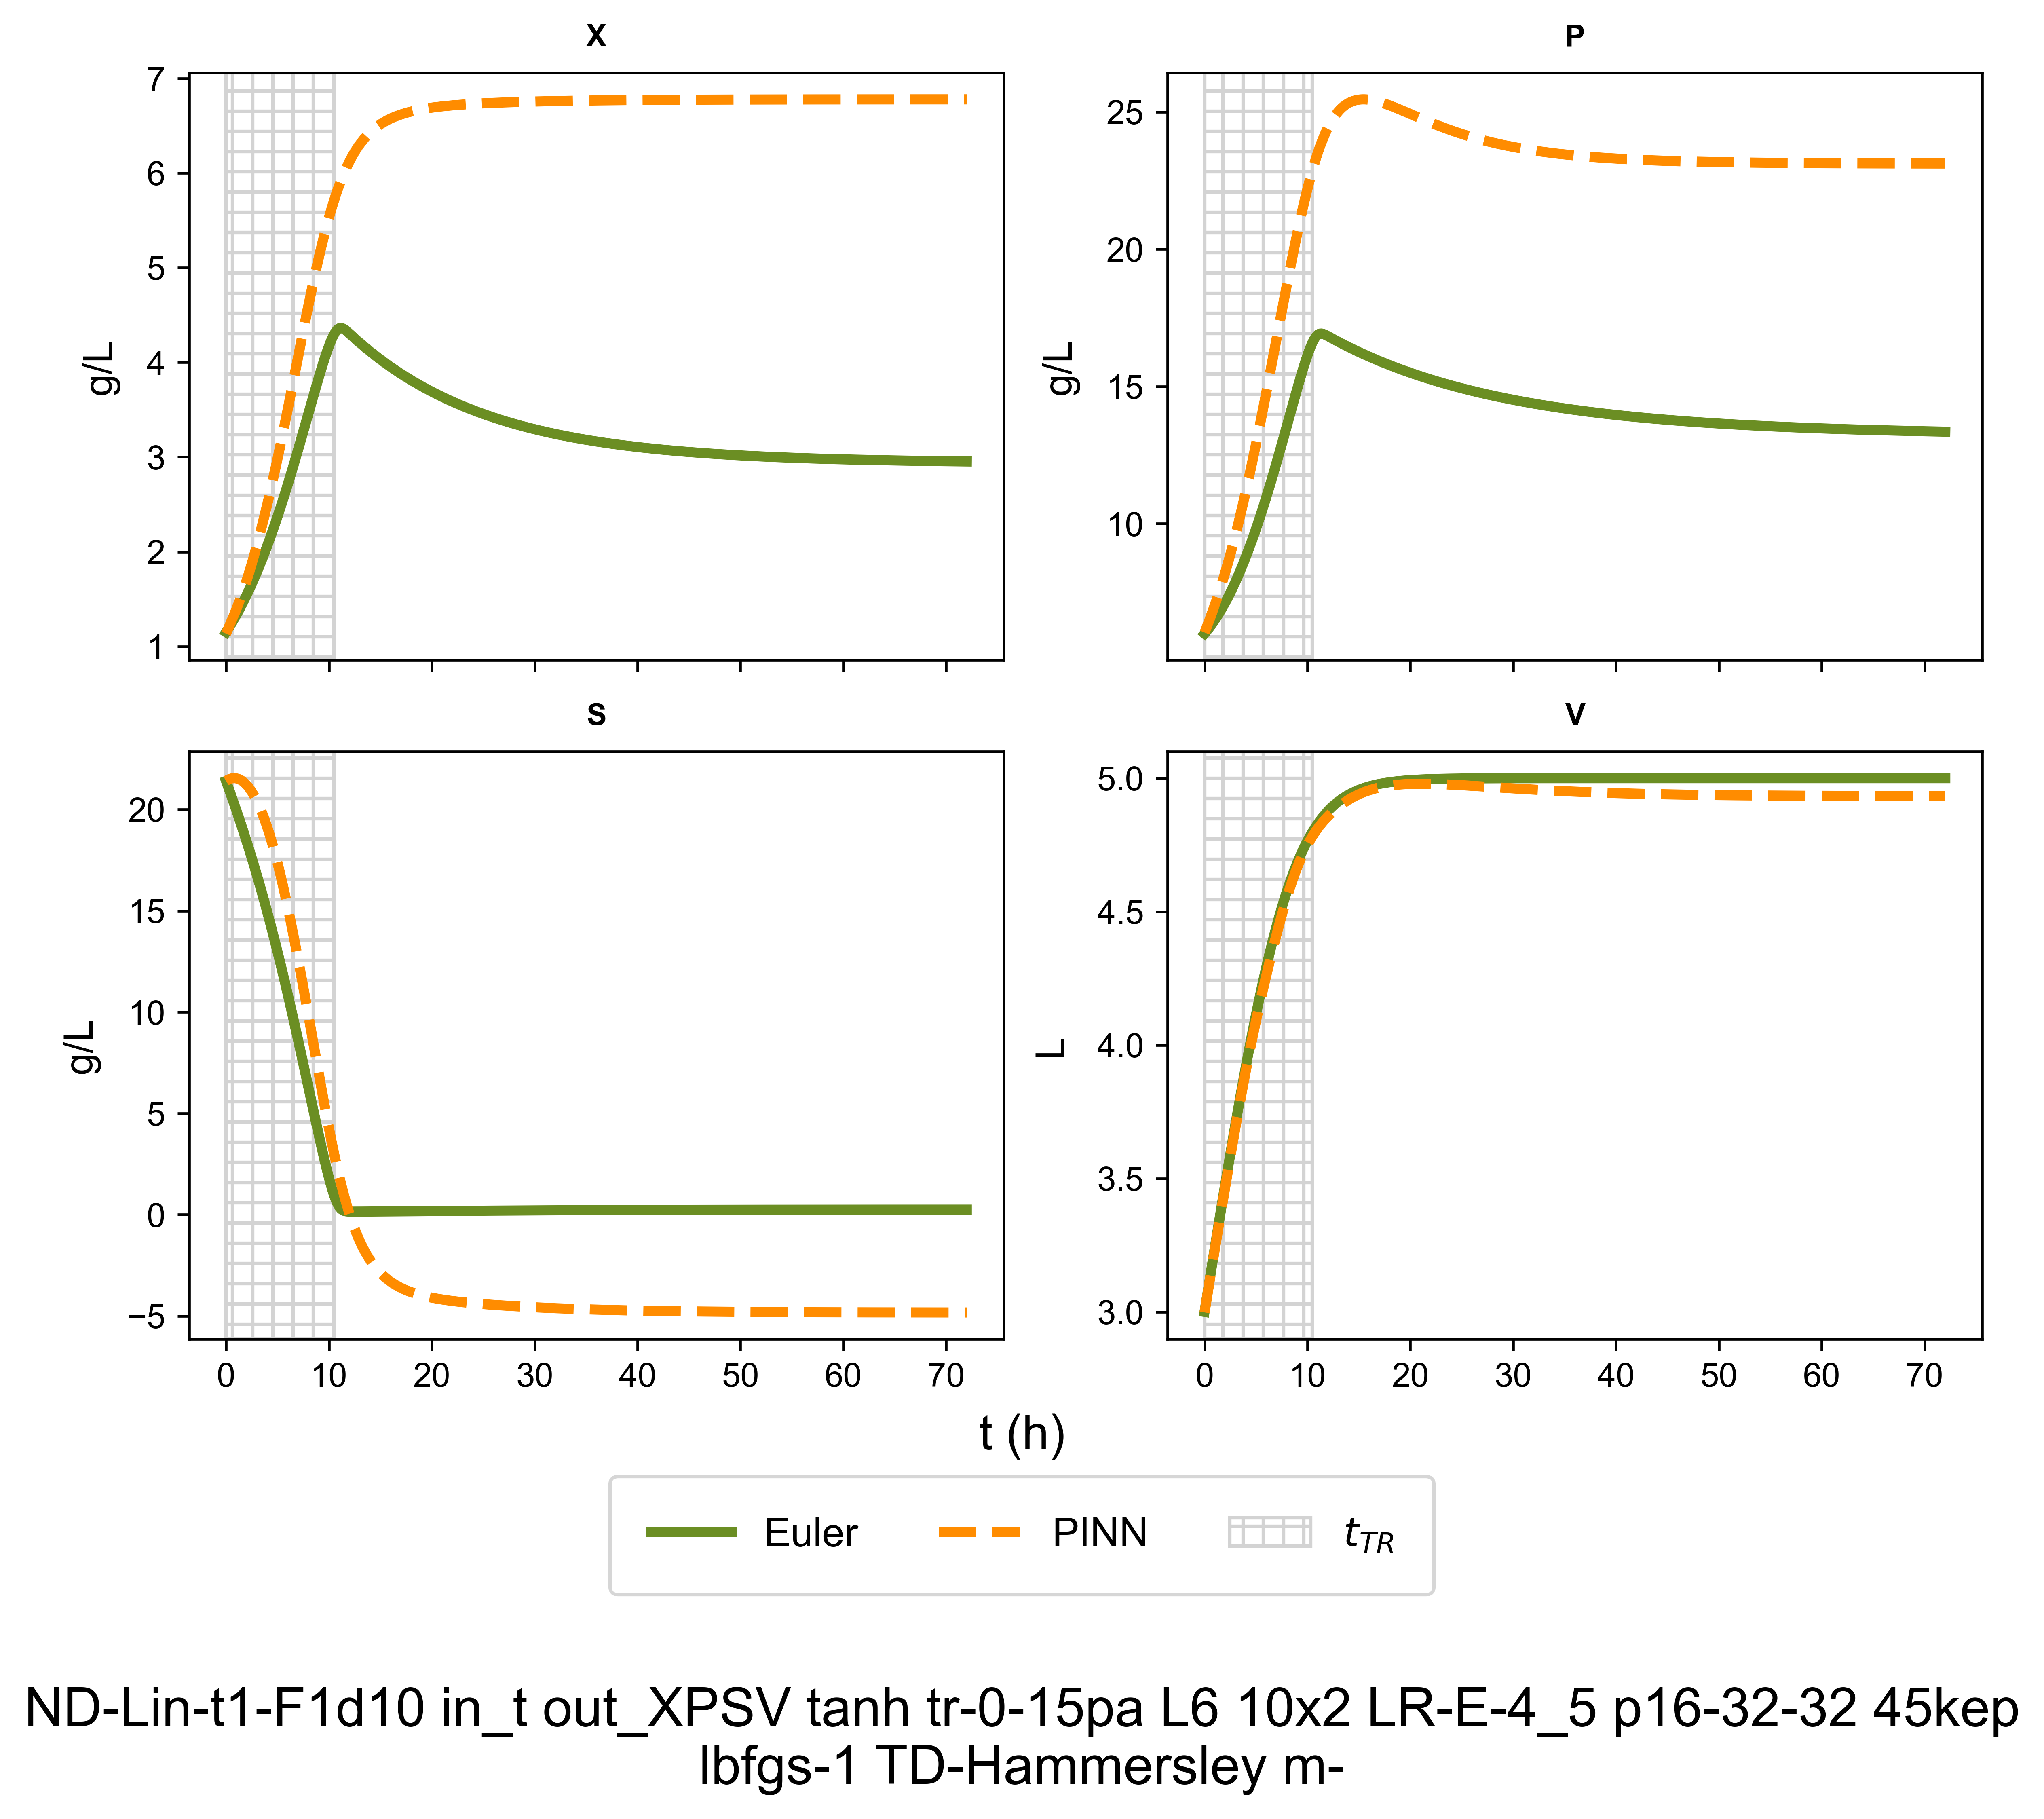 X
P
7
6
5
4
3
2
1
g/L
25
20
15
10
g/L
S
V
20
15
10
5
0
−5
g/L
5.0
4.5
4.0
3.5
3.0
L
0 10 20 30 40 50 60 70
0 10 20 30 40 50 60 70
t (h)
Euler PINN t_TR
ND-Lin-t1-F1d10 in_t out_XPSV tanh tr-0-15pa L6 10x2 LR-E-4_5 p16-32-32 45kep
lbfgs-1 TD-Hammersley m-